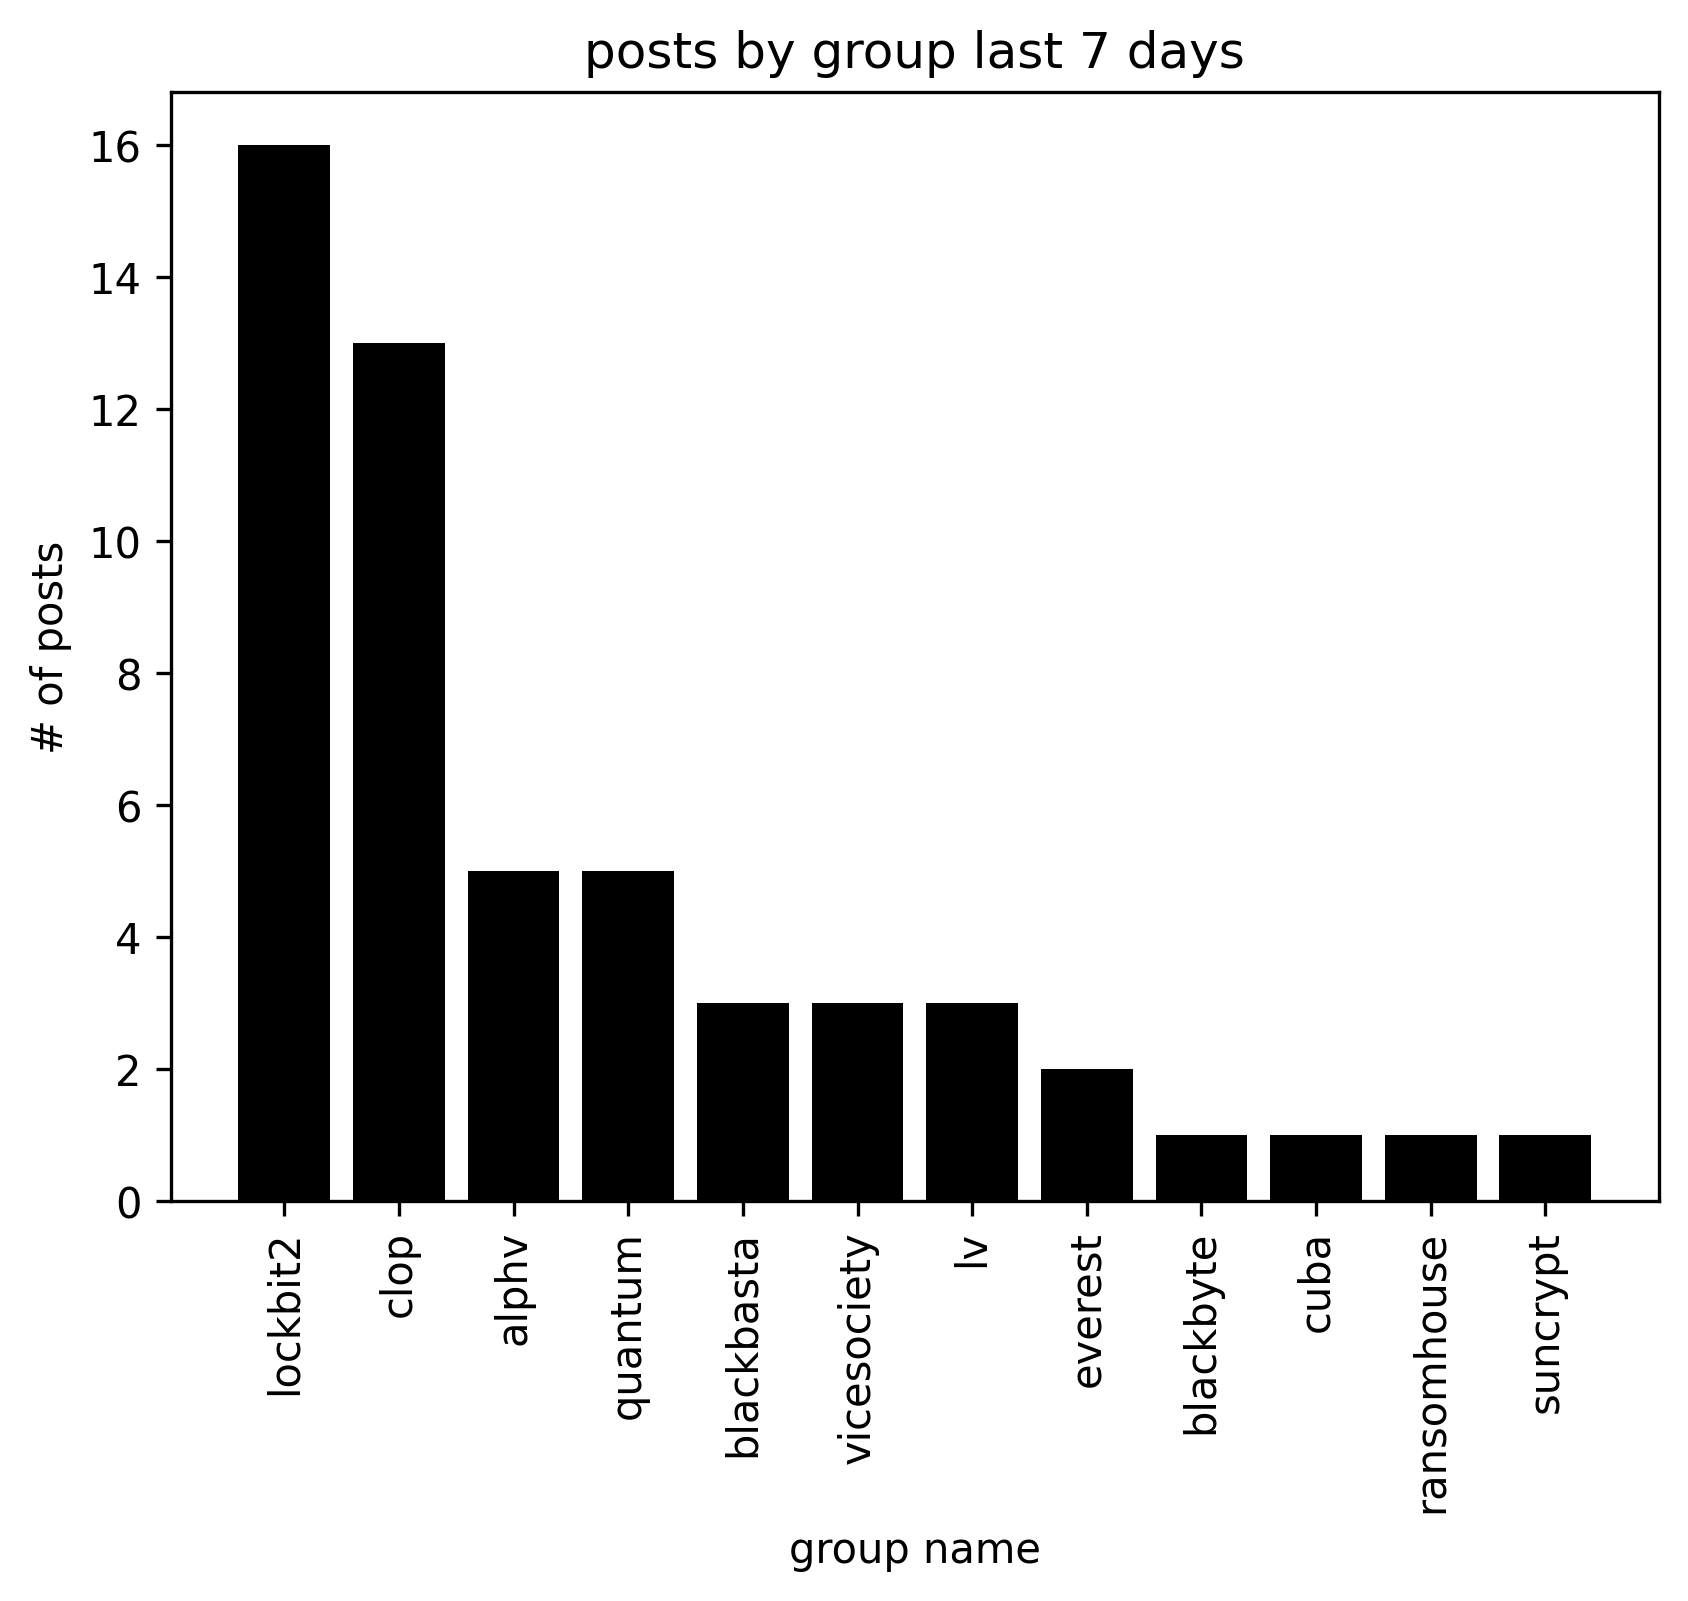 posts by group last 7 days
# of posts
16
14
12
10
8
6
4
2
0
lockbit2
clop
alphv
quantum
blackbasta
vicesociety
lv
everest
blackbyte
cuba
ransomhouse
suncrypt
group name